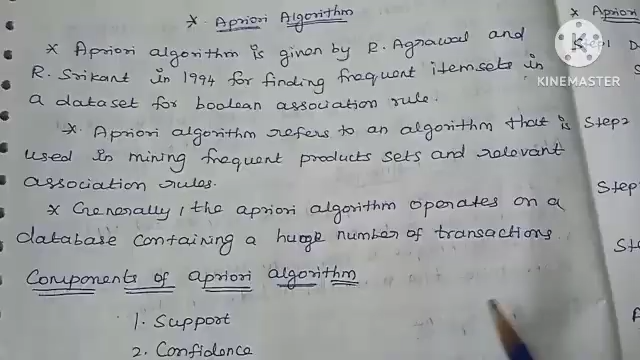 * Apriori Algorithm
* Apriori algorithm is given by R. Agrawal and
R. Srikant in 1994 for finding frequent itemsets in
a dataset for boolean association rule.
* Apriori algorithm refers to an algorithm that is
used in mining frequent products sets and relevant
association rules.
* Generally, the apriori algorithm operates on a
database containing a huge number of transactions.
Components of apriori algorithm
1. Support
2. Confidence
* Apriori
Step1 D
Step2
Step
St
KINEMASTER